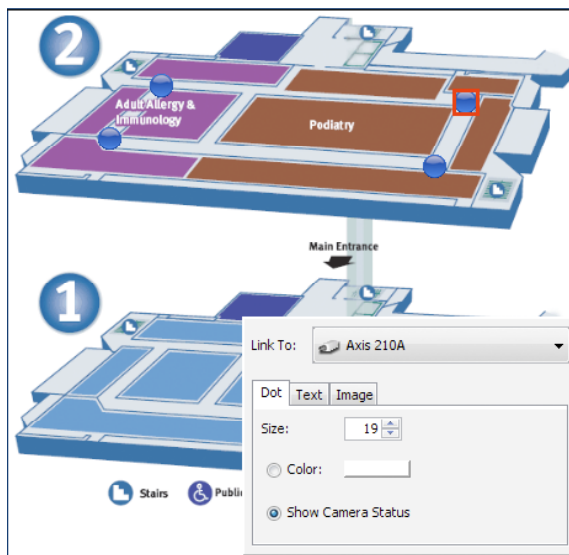 2
Adult Allergy &
Immunology
Podiatry
Main Entrance
1
Link To:
Axis 210A
Dot
Text
Image
Size:
19
Color:
Show Camera Status
Stairs
Public